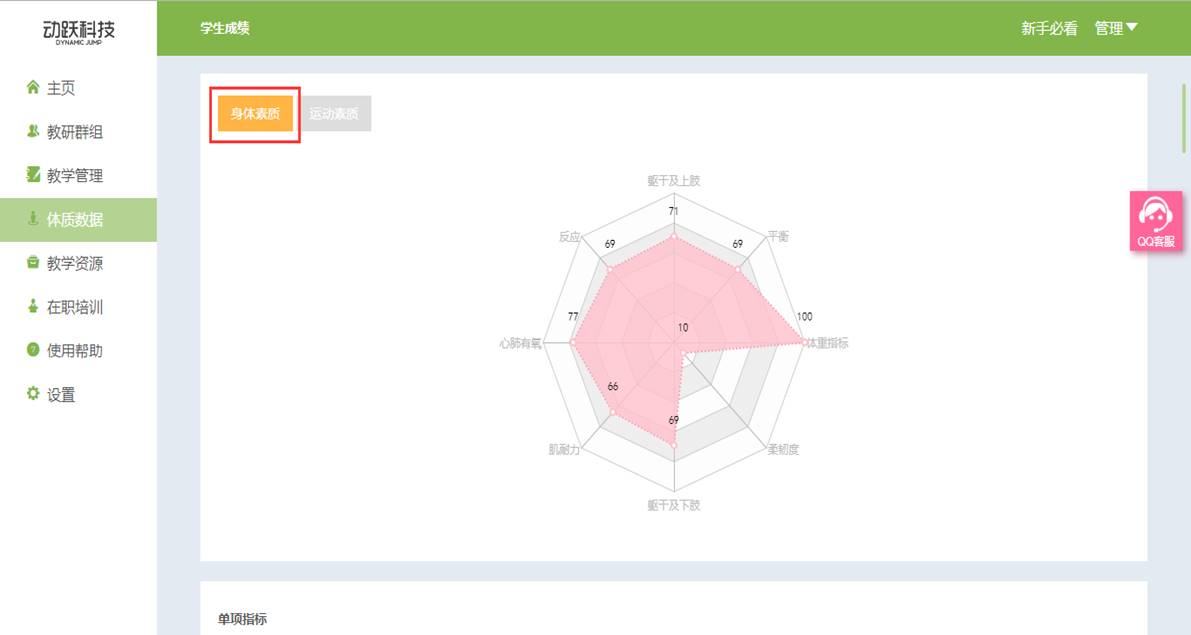 动跃科技
DYNAMIC JUMP
学生成绩
新手必看 管理
主页
教研群组
教学管理
体质数据
教学资源
在职培训
使用帮助
设置
身体素质 运动素质
躯干及上肢
71
反应 69 69 平衡
77 10 100
心肺有氧 体重指标
66
69
肌耐力 柔韧度
躯干及下肢
QQ客服
单项指标